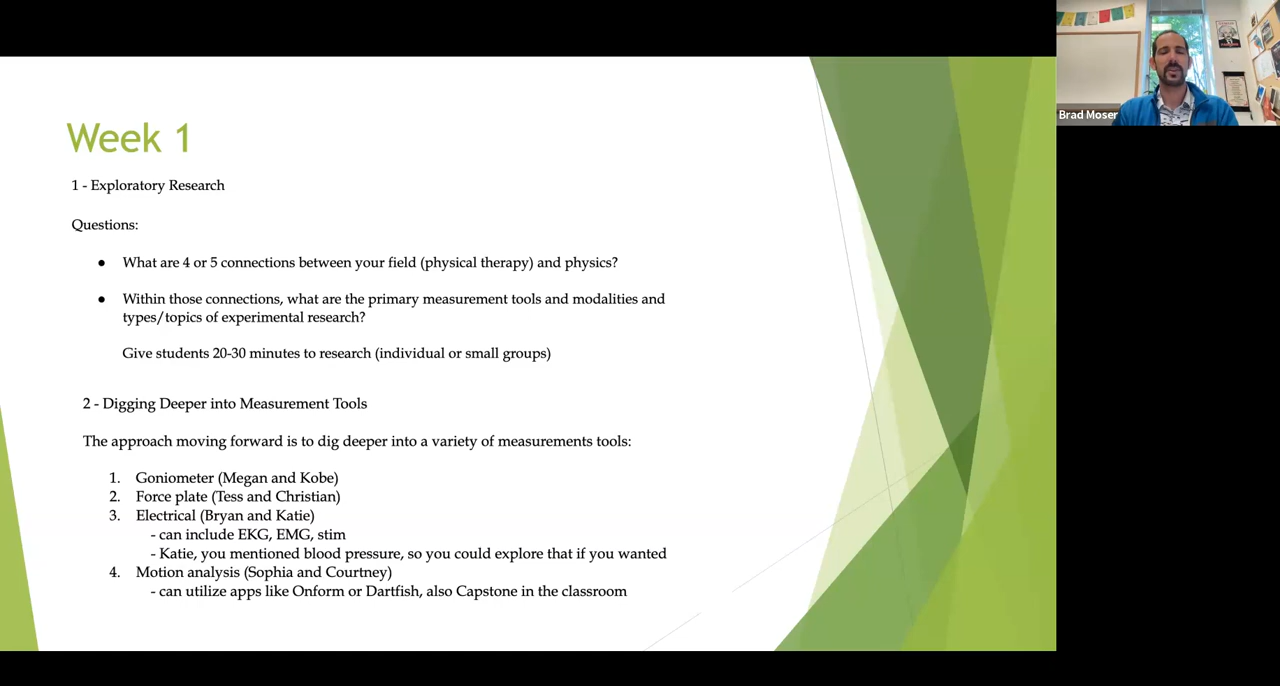 Week 1
1 - Exploratory Research
Questions:
● What are 4 or 5 connections between your field (physical therapy) and physics?
● Within those connections, what are the primary measurement tools and modalities and
types/topics of experimental research?
Give students 20-30 minutes to research (individual or small groups)
2 - Digging Deeper into Measurement Tools
The approach moving forward is to dig deeper into a variety of measurements tools:
1. Goniometer (Megan and Kobe)
2. Force plate (Tess and Christian)
3. Electrical (Bryan and Katie)
- can include EKG, EMG, stim
- Katie, you mentioned blood pressure, so you could explore that if you wanted
4. Motion analysis (Sophia and Courtney)
- can utilize apps like Onform or Dartfish, also Capstone in the classroom
Brad Moser